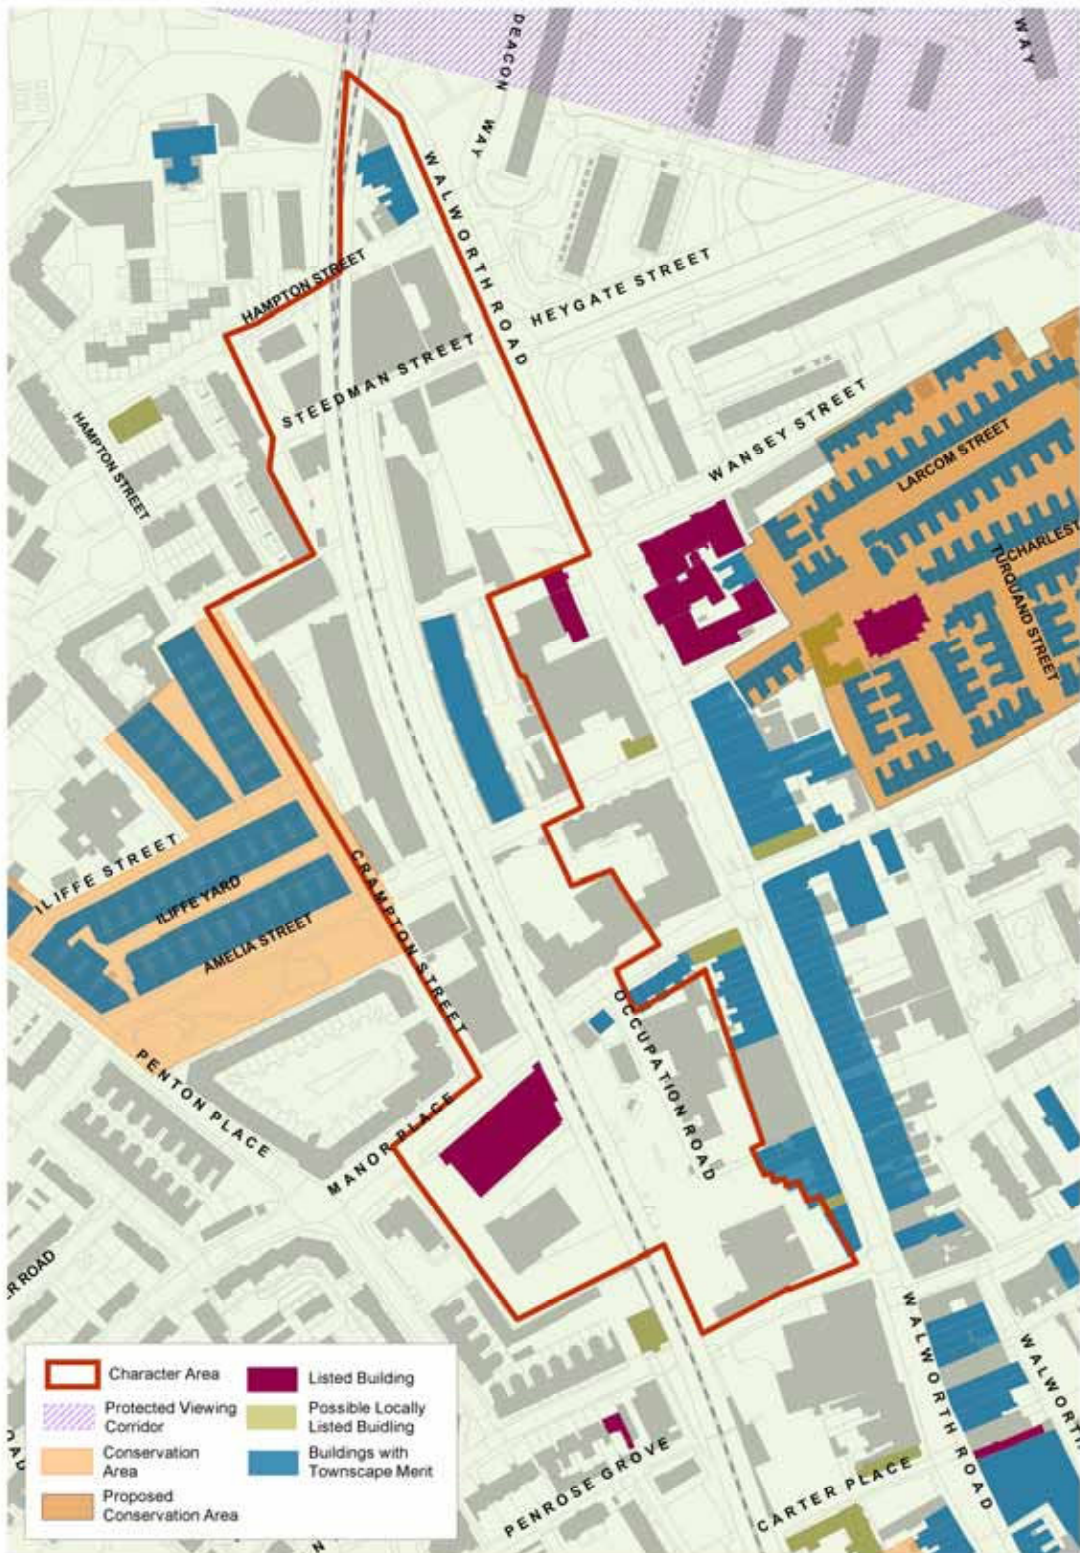 DEACON WAY
WAY
WALWORTH ROAD
HAMPTON STREET
HEYGATE STREET
STEEDMAN STREET
HAMPTON STREET
WANSEY STREET
LARCOM STREET
CHARLEST
TURQUAND STREET
ILIFFE STREET
ILIFFE YARD
AMELIA STREET
CRAMPTON STREET
OCCUPATION ROAD
PENTON PLACE
MANOR PLACE
ER ROAD
WALWORTH ROAD
WALWORTH
PENROSE GROVE
CARTER PLACE
OAD
N
Character Area
Protected Viewing
Corridor
Conservation
Area
Proposed
Conservation Area
Listed Building
Possible Locally
Listed Buidling
Buildings with
Townscape Merit